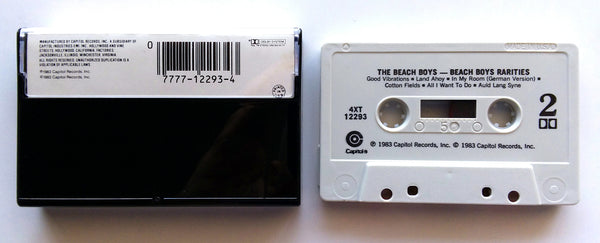 MANUFACTURED BY CAPITOL RECORDS, INC. A SUBSIDIARY OF
CAPITOL INDUSTRIES-EMI, INC. HOLLYWOOD AND VINE
STREETS, HOLLYWOOD, CALIFORNIA. FACTORIES:
JACKSONVILLE, ILLINOIS, WINCHESTER, VIRGINIA.
UNAUTHORIZED DUPLICATION IS A
VIOLATION OF APPLICABLE LAWS.
℗1983 Capitol Records, Inc.
©1983 Capitol Records, Inc.
DOLBY SYSTEM
0
7777-12293-4
THE BEACH BOYS — BEACH BOYS RARITIES
Good Vibrations • Land Ahoy • In My Room (German Version) •
Cotton Fields • All I Want To Do • Auld Lang Syne
4XT
12293
2
50
Capitol®
℗ 1983 Capitol Records, Inc. © 1983 Capitol Records, Inc.